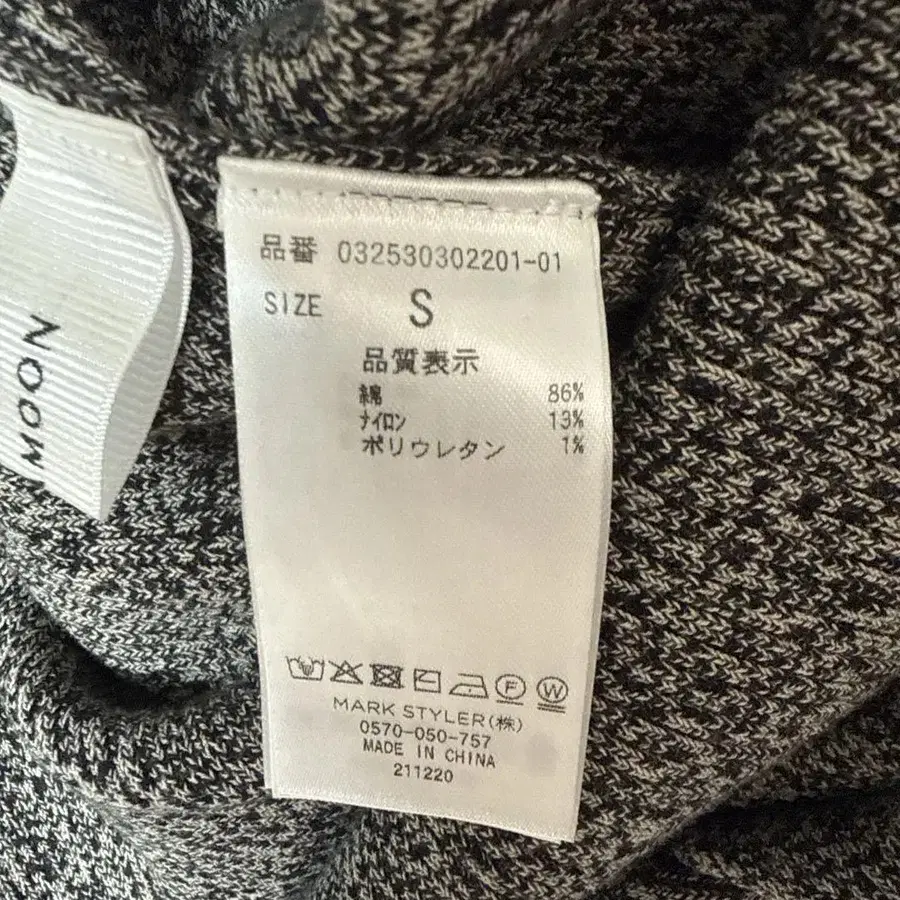 MOON
品番 032530302201-01
SIZE S
品質表示
綿 86%
ナイロン 13%
ポリウレタン 1%
F W
MARK STYLER(株)
0570-050-757
MADE IN CHINA
211220